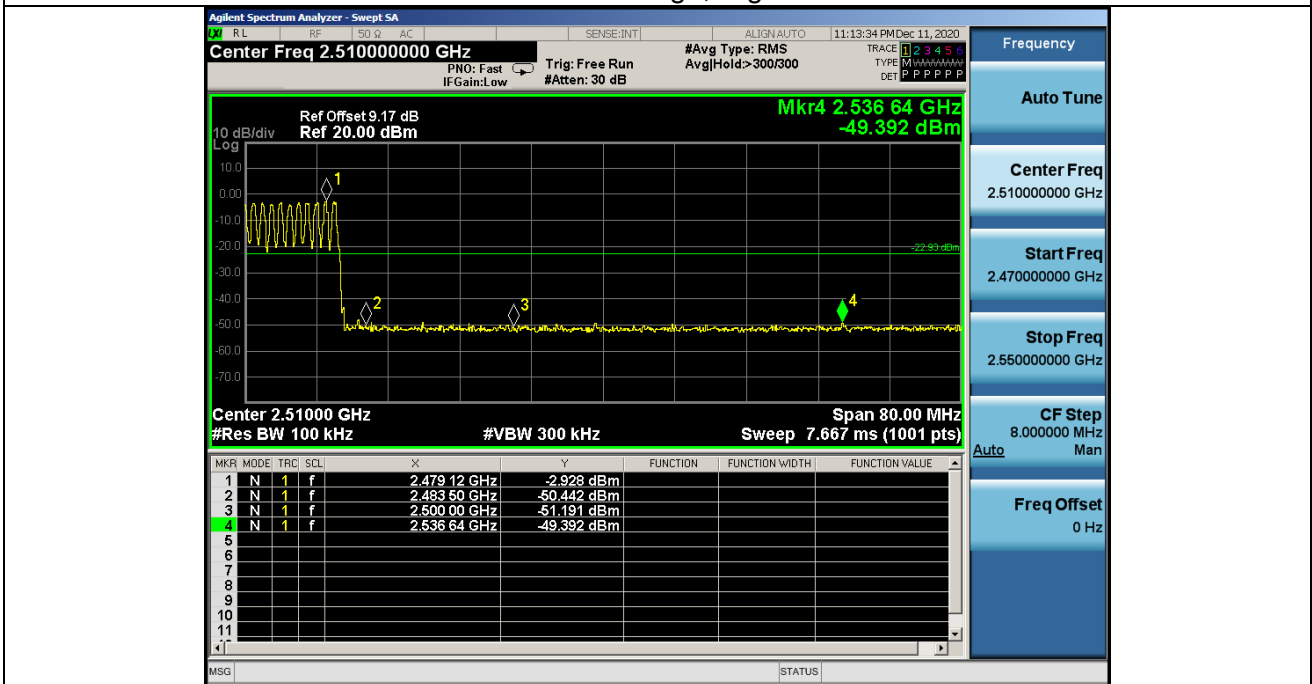 Agilent Spectrum Analyzer - Swept SA
LXI RL RF 50 Ω AC SENSE:INT ALIGN AUTO 11:13:34 PM Dec 11, 2020
Center Freq 2.510000000 GHz
PNO: Fast
IFGain:Low
Trig: Free Run
#Atten: 30 dB
#Avg Type: RMS
Avg|Hold:>300/300
TRACE 1 2 3 4 5 6
TYPE M WWWWW
DET P P P P P P
Ref Offset 9.17 dB
10 dB/div Ref 20.00 dBm
Log
Mkr4 2.536 64 GHz
-49.392 dBm
10.0
0.00
-10.0
-20.0
-30.0
-40.0
-50.0
-60.0
-70.0
1
2
3
4
-22.93 dBm
Center 2.51000 GHz Span 80.00 MHz
#Res BW 100 kHz #VBW 300 kHz Sweep 7.667 ms (1001 pts)
MKR MODE TRC SCL X Y FUNCTION FUNCTION WIDTH FUNCTION VALUE
1 N 1 f 2.479 12 GHz -2.928 dBm
2 N 1 f 2.483 50 GHz -50.442 dBm
3 N 1 f 2.500 00 GHz -51.191 dBm
4 N 1 f 2.536 64 GHz -49.392 dBm
5
6
7
8
9
10
11
MSG STATUS
Frequency
Auto Tune
Center Freq
2.510000000 GHz
Start Freq
2.470000000 GHz
Stop Freq
2.550000000 GHz
CF Step
8.000000 MHz
Auto Man
Freq Offset
0 Hz